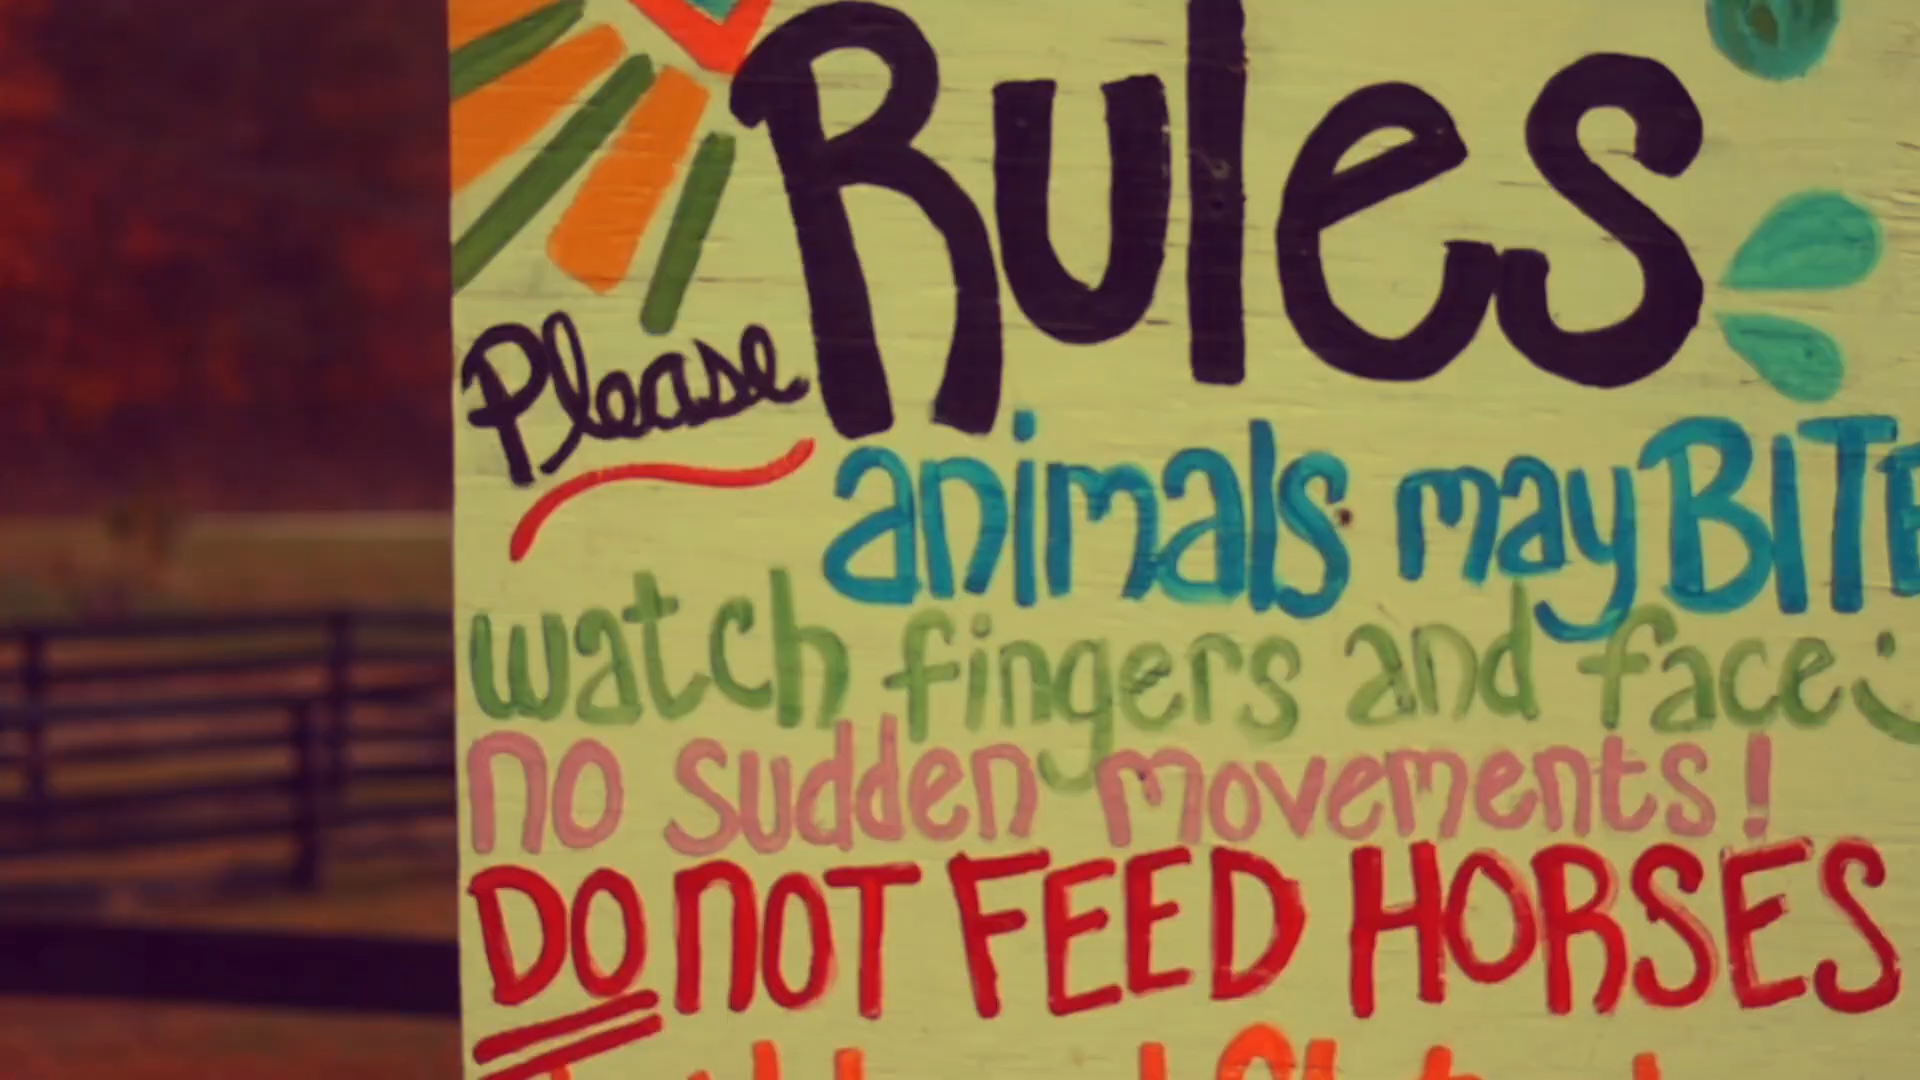 Rules
Please
animals may BITE
watch fingers and face
no sudden movements!
DO NOT FEED HORSES